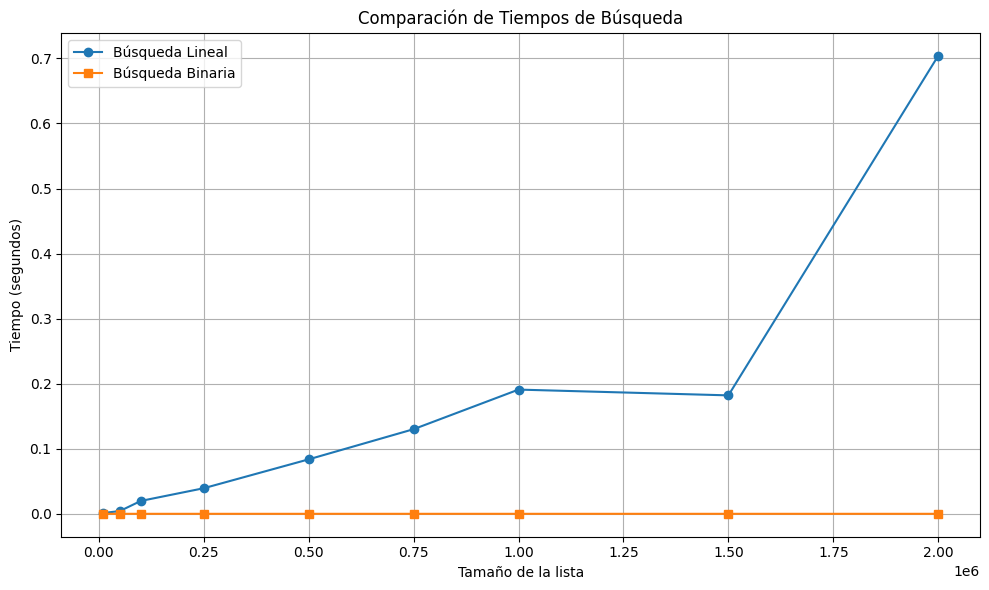 Comparación de Tiempos de Búsqueda
Búsqueda Lineal
Búsqueda Binaria
Tiempo (segundos)
0.7
0.6
0.5
0.4
0.3
0.2
0.1
0.0
0.00 0.25 0.50 0.75 1.00 1.25 1.50 1.75 2.00
1e6
Tamaño de la lista